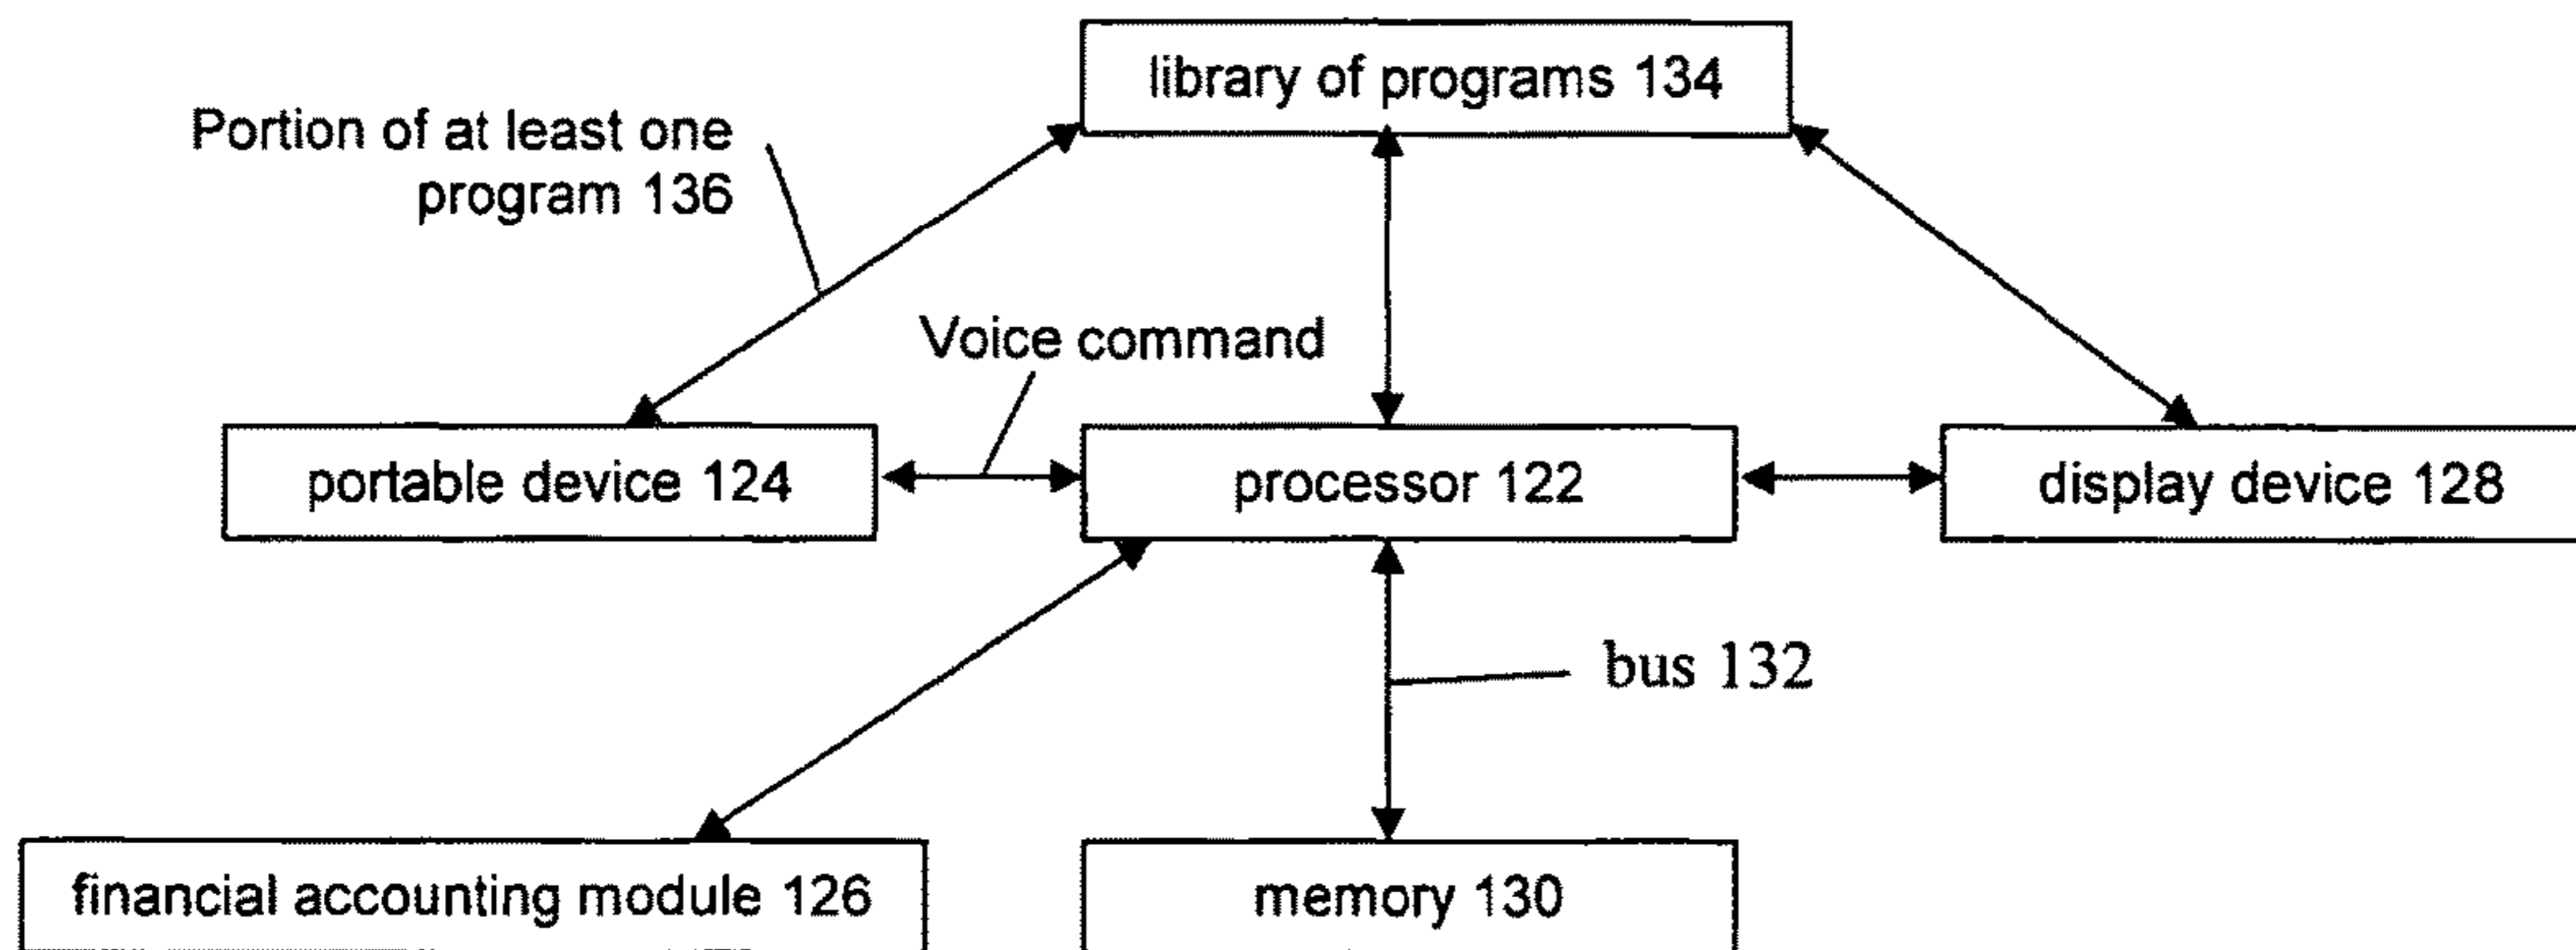 library of programs 134
Portion of at least one
program 136
Voice command
portable device 124
processor 122
display device 128
bus 132
financial accounting module 126
memory 130